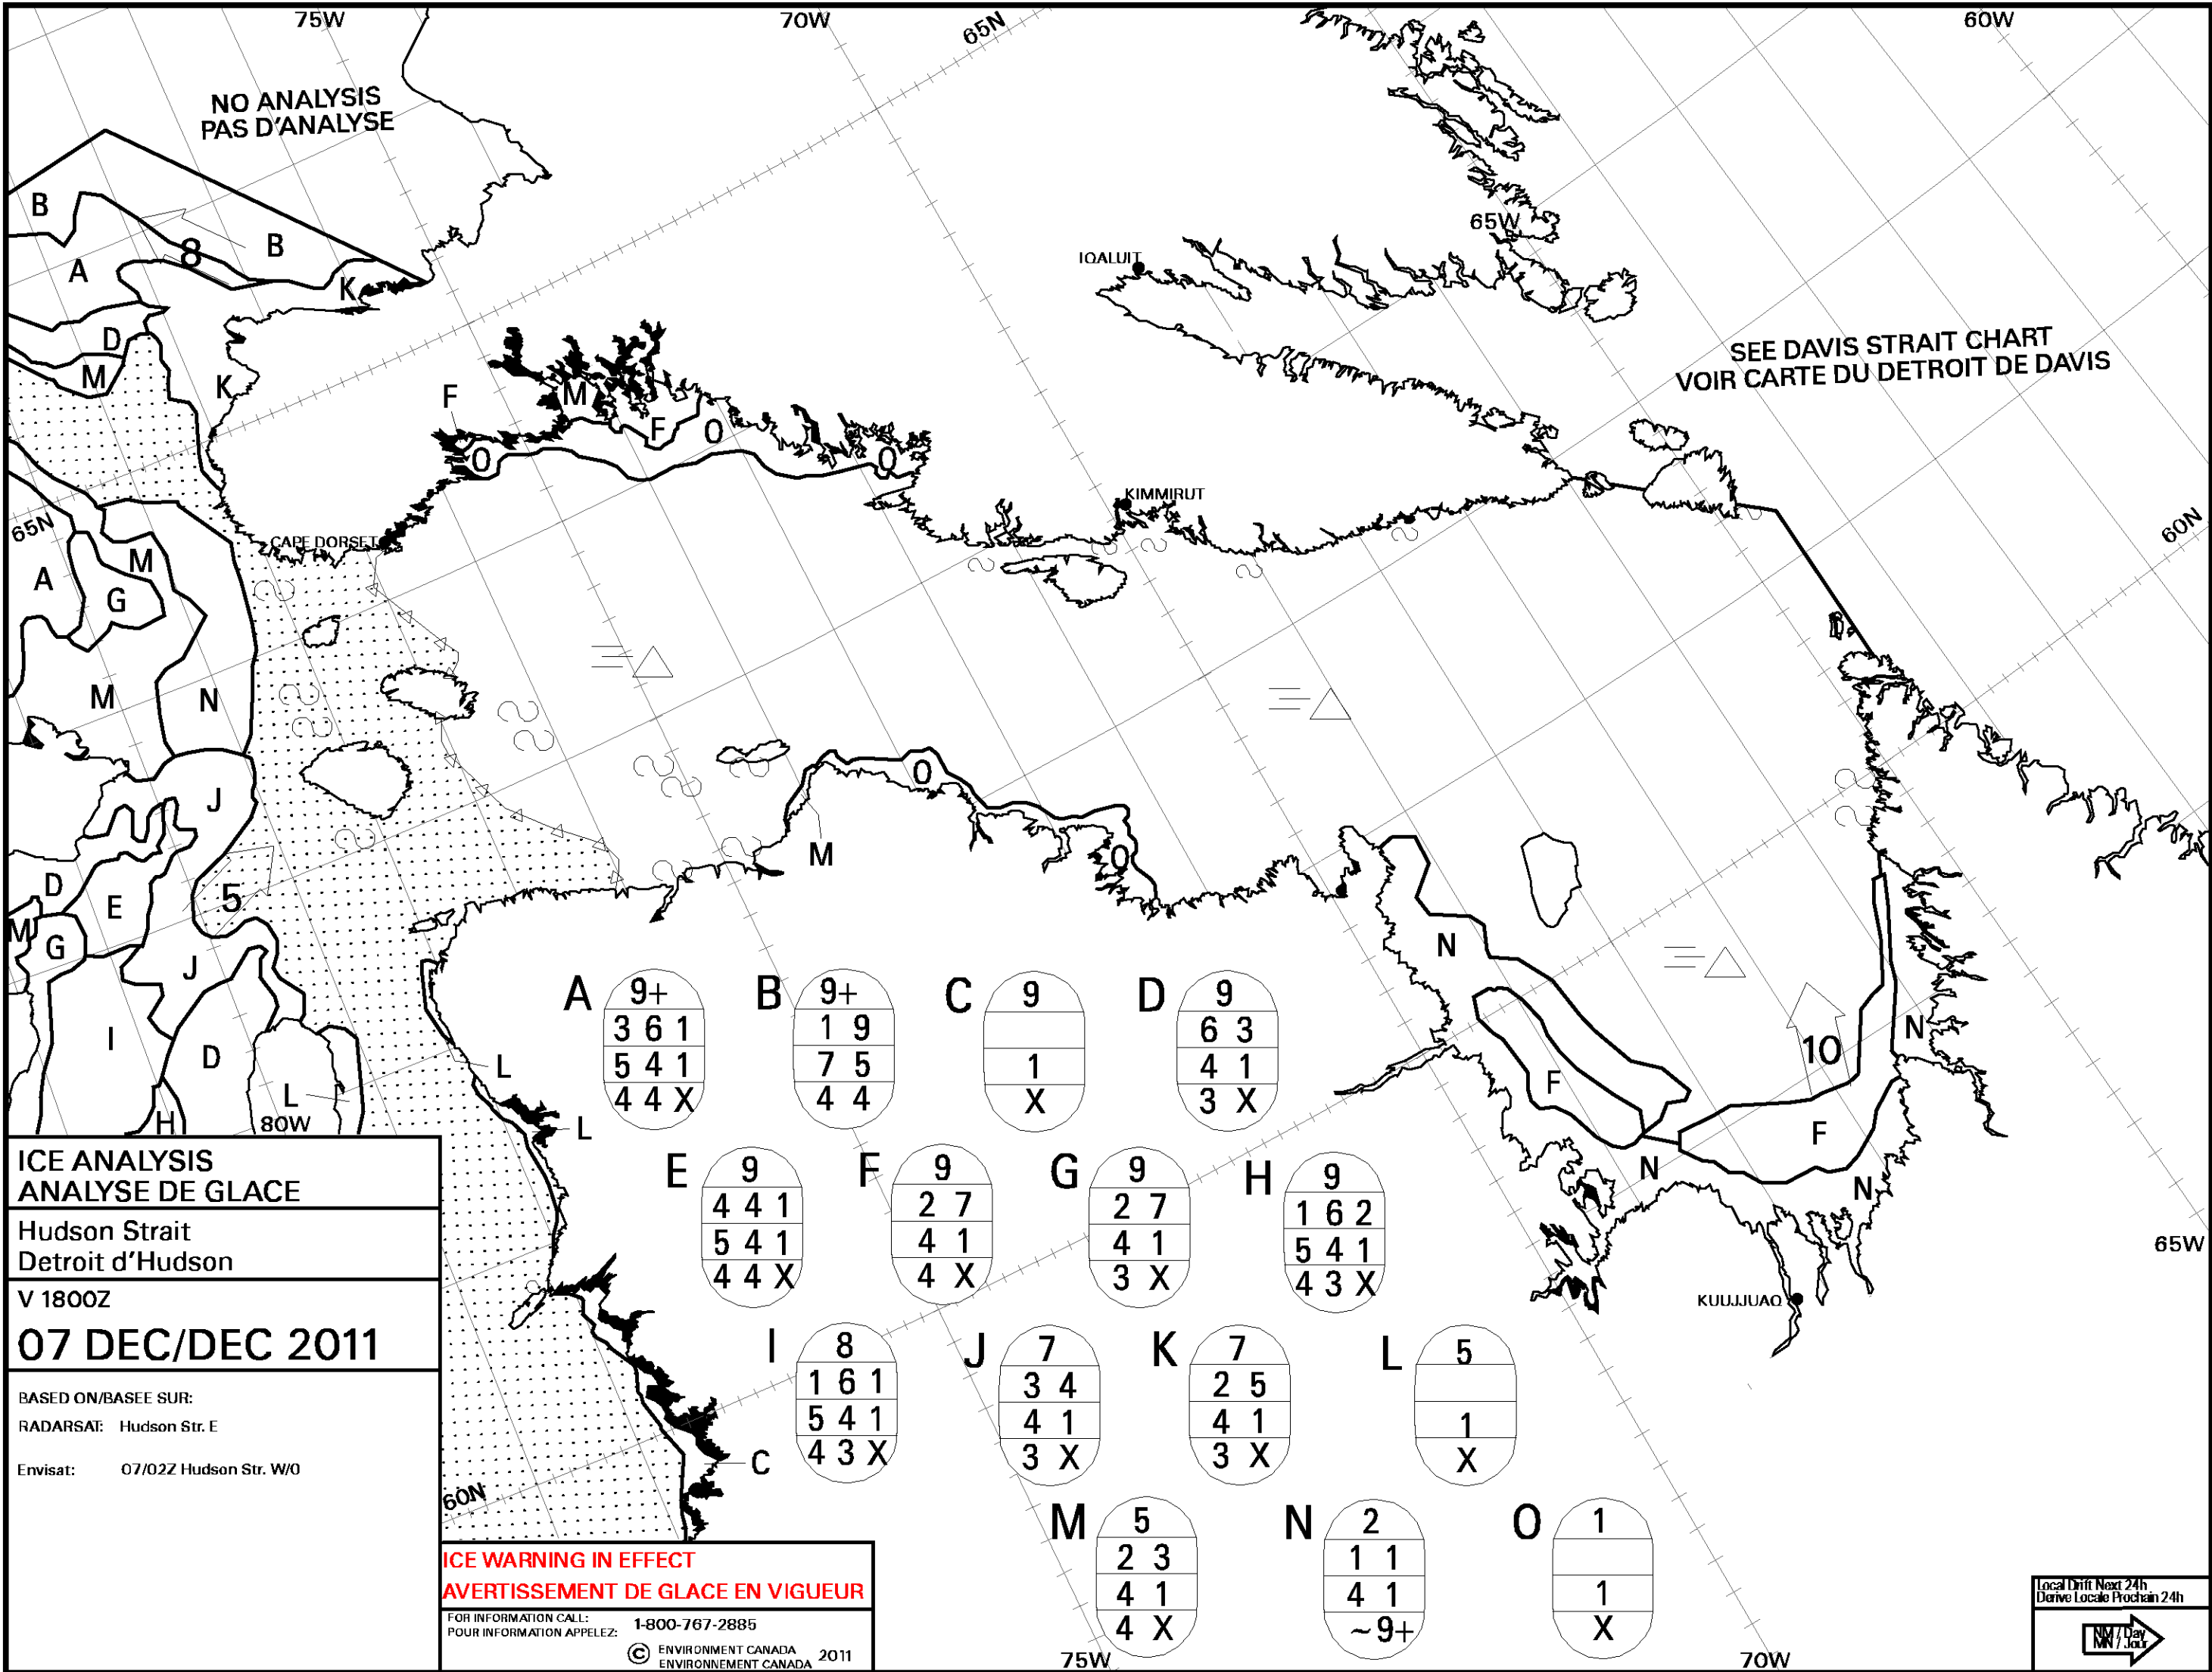 75W
70W
65N
60W
NO ANALYSIS
PAS D'ANALYSE
B
65W
8
B
IQALUIT
A
K
D
SEE DAVIS STRAIT CHART
VOIR CARTE DU DETROIT DE DAVIS
M
K
F
M
F
O
O
O
KIMMIRUT
65N
60N
CAPE DORSET
M
A
G
M
N
O
J
M
O
D
E
5
M
G
N
J
A
9+
3 6 1
5 4 1
4 4 X
B
9+
1 9
7 5
4 4
C
9
1
X
D
9
6 3
4 1
3 X
I
D
L
N
10
F
L
H
80W
L
F
N
N
E
9
4 4 1
5 4 1
4 4 X
F
9
2 7
4 1
4 X
G
9
2 7
4 1
3 X
H
9
1 6 2
5 4 1
4 3 X
65W
KUUJJUAQ
I
8
1 6 1
5 4 1
4 3 X
J
7
3 4
4 1
3 X
K
7
2 5
4 1
3 X
L
5
1
X
C
60N
M
5
2 3
4 1
4 X
N
2
1 1
4 1
~9+
O
1
1
X
75W
70W
ICE ANALYSIS
ANALYSE DE GLACE
Hudson Strait
Detroit d'Hudson
V 1800Z
07 DEC/DEC 2011
BASED ON/BASEE SUR:
RADARSAT: Hudson Str. E
Envisat: 07/02Z Hudson Str. W/O
ICE WARNING IN EFFECT
AVERTISSEMENT DE GLACE EN VIGUEUR
FOR INFORMATION CALL:
POUR INFORMATION APPELEZ:
1-800-767-2885
© ENVIRONMENT CANADA
ENVIRONNEMENT CANADA 2011
Local Drift Next 24h
Derive Locale Prochain 24h
NM / Day
MN / Jour